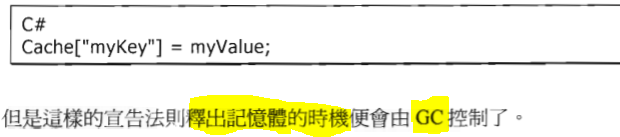 C#
Cache["myKey"] = myValue;
但是這樣的宣告法則釋出記憶體的時機便會由 GC 控制了。